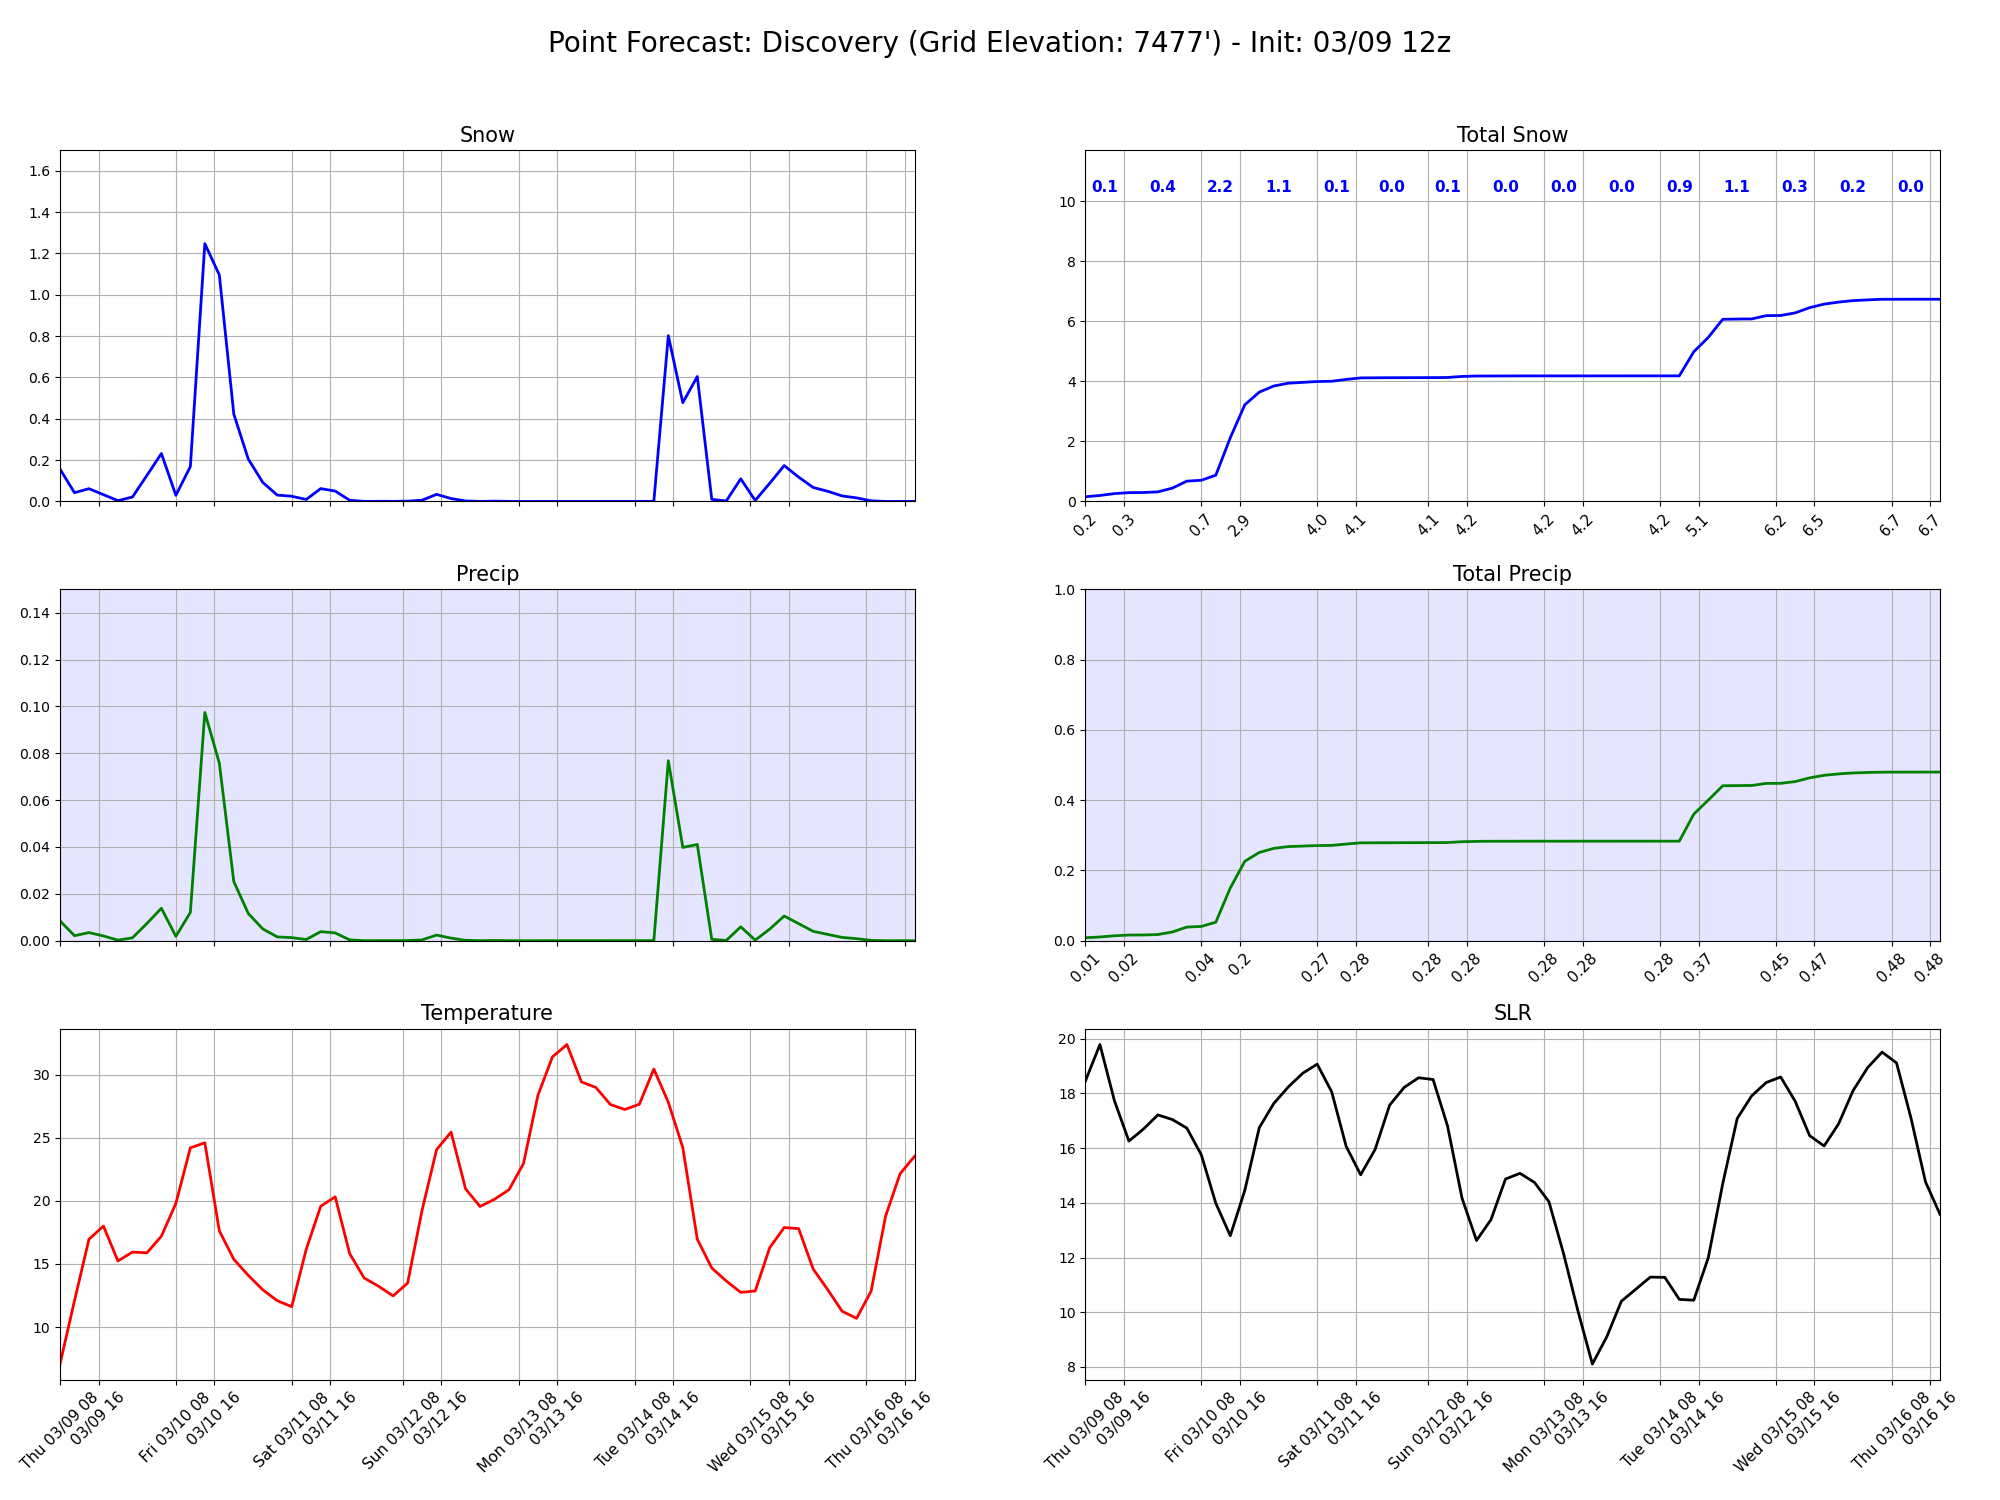 Point Forecast: Discovery (Grid Elevation: 7477') - Init: 03/09 12z
Snow
1.6
1.4
1.2
1.0
0.8
0.6
0.4
0.2
0.0
Total Snow
0.1 0.4 2.2 1.1 0.1 0.0 0.1 0.0 0.0 0.0 0.9 1.1 0.3 0.2 0.0
10
8
6
4
2
0
0.2 0.3 0.7 2.9 4.0 4.1 4.1 4.2 4.2 4.2 4.2 5.1 6.2 6.5 6.7 6.7
Precip
0.14
0.12
0.10
0.08
0.06
0.04
0.02
0.00
Total Precip
1.0
0.8
0.6
0.4
0.2
0.0
0.01 0.02 0.04 0.2 0.27 0.28 0.28 0.28 0.28 0.28 0.28 0.37 0.45 0.47 0.48 0.48
Temperature
30
25
20
15
10
Thu 03/09 08
03/09 16
Fri 03/10 08
03/10 16
Sat 03/11 08
03/11 16
Sun 03/12 08
03/12 16
Mon 03/13 08
03/13 16
Tue 03/14 08
03/14 16
Wed 03/15 08
03/15 16
Thu 03/16 08
03/16 16
SLR
20
18
16
14
12
10
8
Thu 03/09 08
03/09 16
Fri 03/10 08
03/10 16
Sat 03/11 08
03/11 16
Sun 03/12 08
03/12 16
Mon 03/13 08
03/13 16
Tue 03/14 08
03/14 16
Wed 03/15 08
03/15 16
Thu 03/16 08
03/16 16